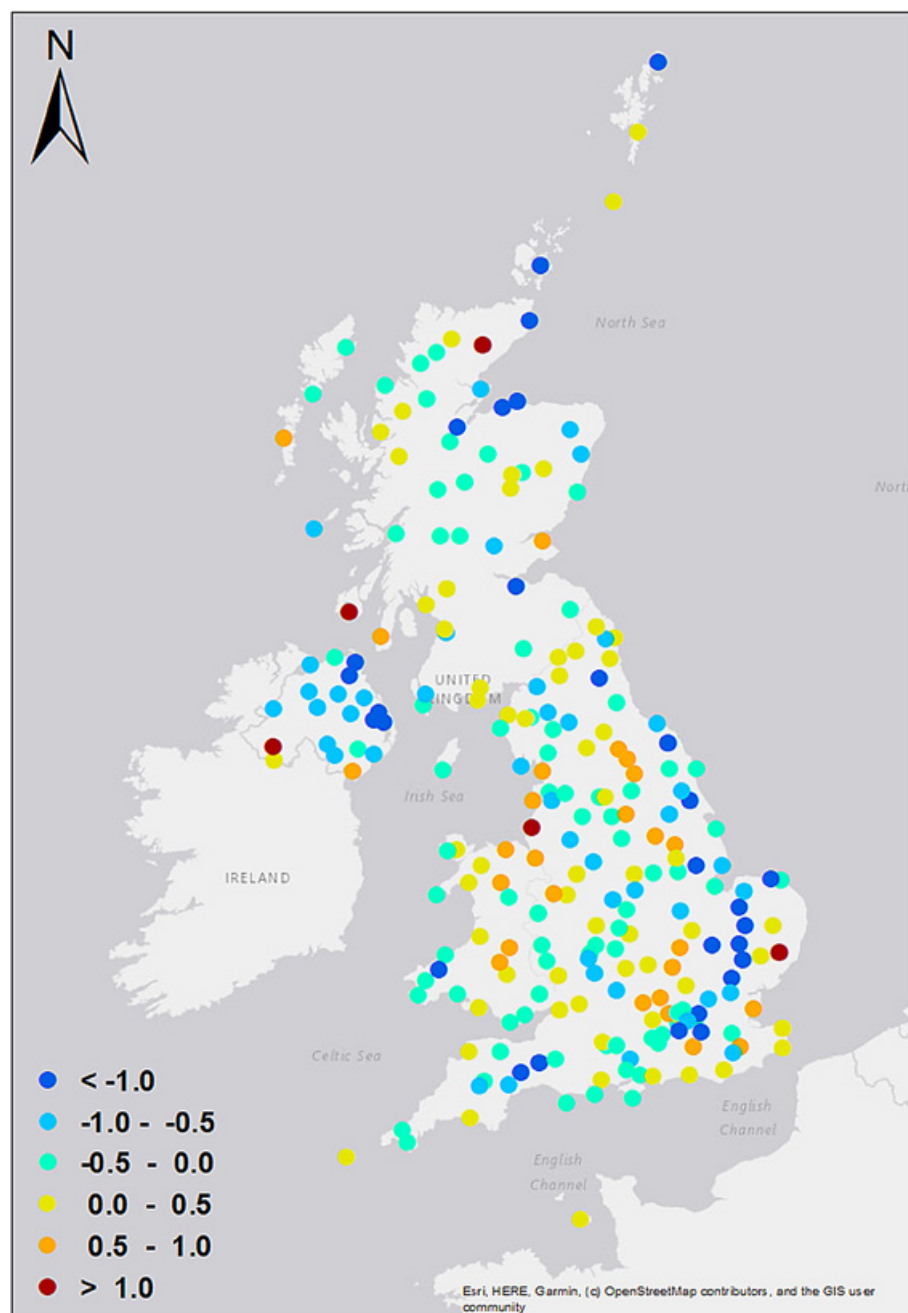 N
North Sea
North
UNITED
KINGDOM
Irish Sea
IRELAND
Celtic Sea
English
Channel
English
Channel
< -1.0
-1.0 - -0.5
-0.5 - 0.0
0.0 - 0.5
0.5 - 1.0
> 1.0
Esri, HERE, Garmin, (c) OpenStreetMap contributors, and the GIS user
community